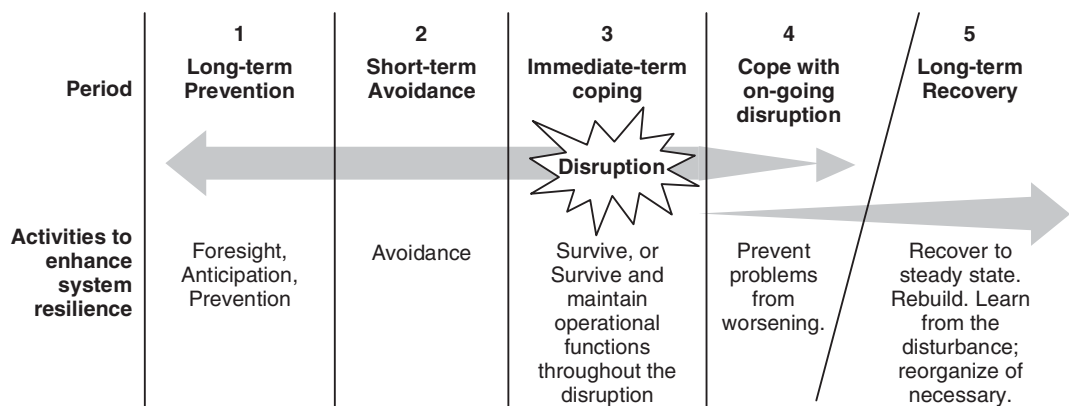 1
Long-term
Prevention
2
Short-term
Avoidance
3
Immediate-term
coping
4
Cope with
on-going
disruption
5
Long-term
Recovery
Period
Disruption
Activities to
enhance
system
resilience
Foresight,
Anticipation,
Prevention
Avoidance
Survive, or
Survive and
maintain
operational
functions
throughout the
disruption
Prevent
problems
from
worsening.
Recover to
steady state.
Rebuild. Learn
from the
disturbance;
reorganize of
necessary.